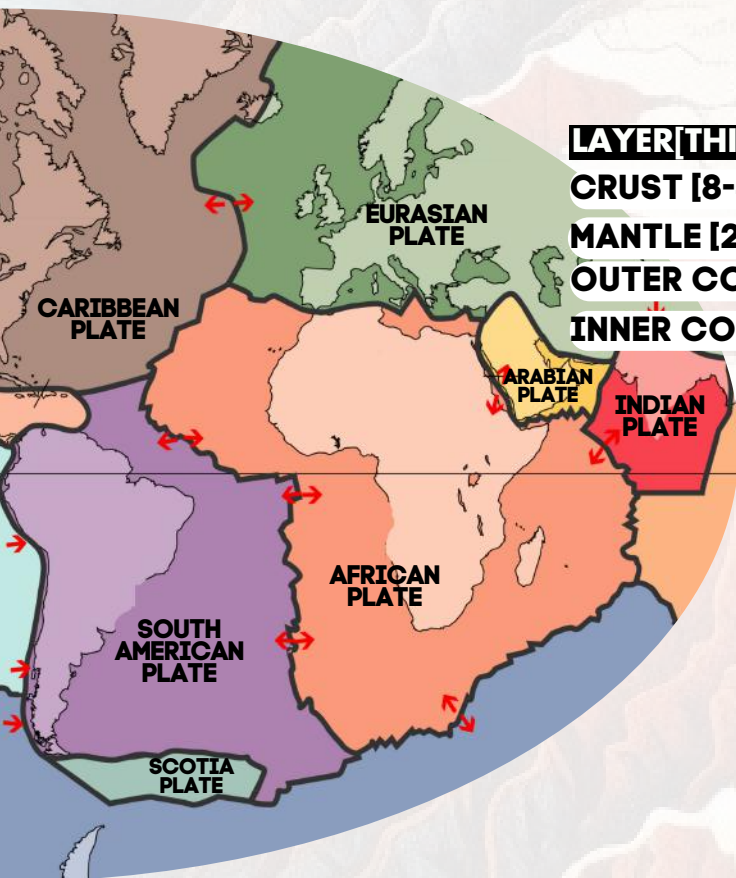 LAYER[THI
CRUST [8-
MANTLE [2
OUTER CO
INNER CO
EURASIAN
PLATE
CARIBBEAN
PLATE
ARABIAN
PLATE
INDIAN
PLATE
AFRICAN
PLATE
SOUTH
AMERICAN
PLATE
SCOTIA
PLATE